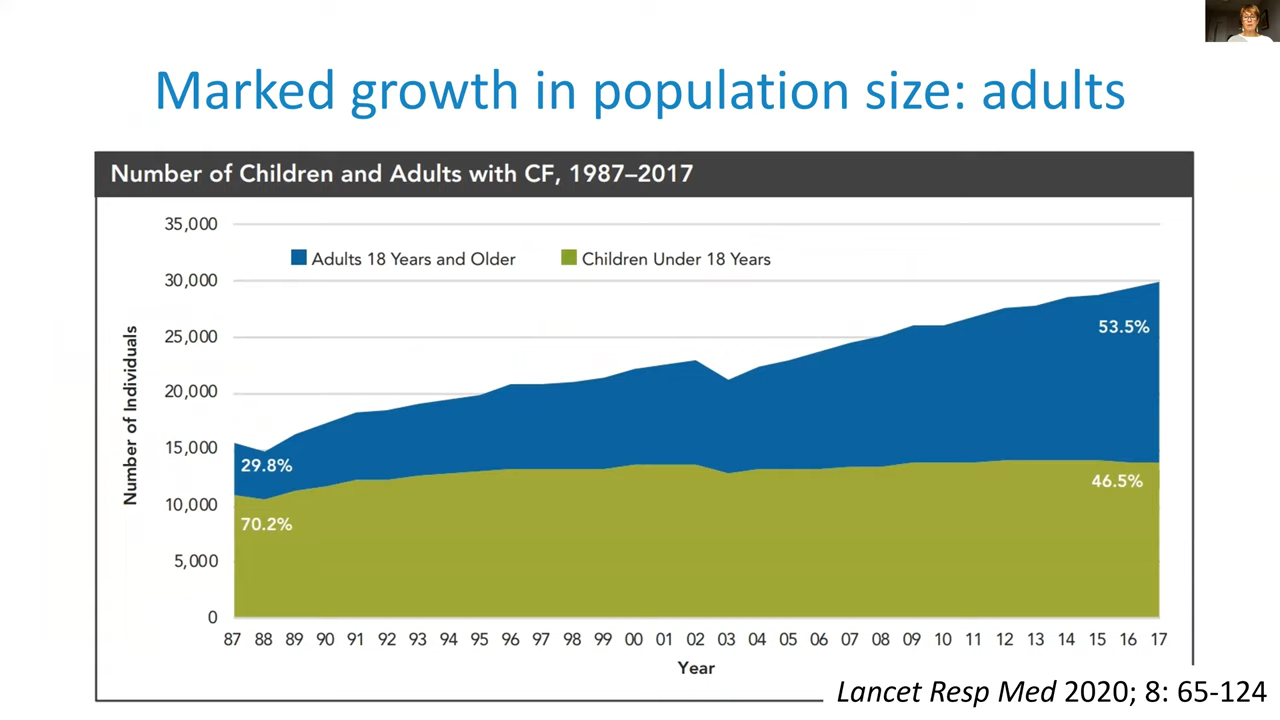 Marked growth in population size: adults
Number of Children and Adults with CF, 1987–2017
35,000
Adults 18 Years and Older
Children Under 18 Years
30,000
53.5%
25,000
Number of Individuals
20,000
15,000
29.8%
46.5%
10,000
70.2%
5,000
0
87 88 89 90 91 92 93 94 95 96 97 98 99 00 01 02 03 04 05 06 07 08 09 10 11 12 13 14 15 16 17
Year
Lancet Resp Med 2020; 8: 65-124